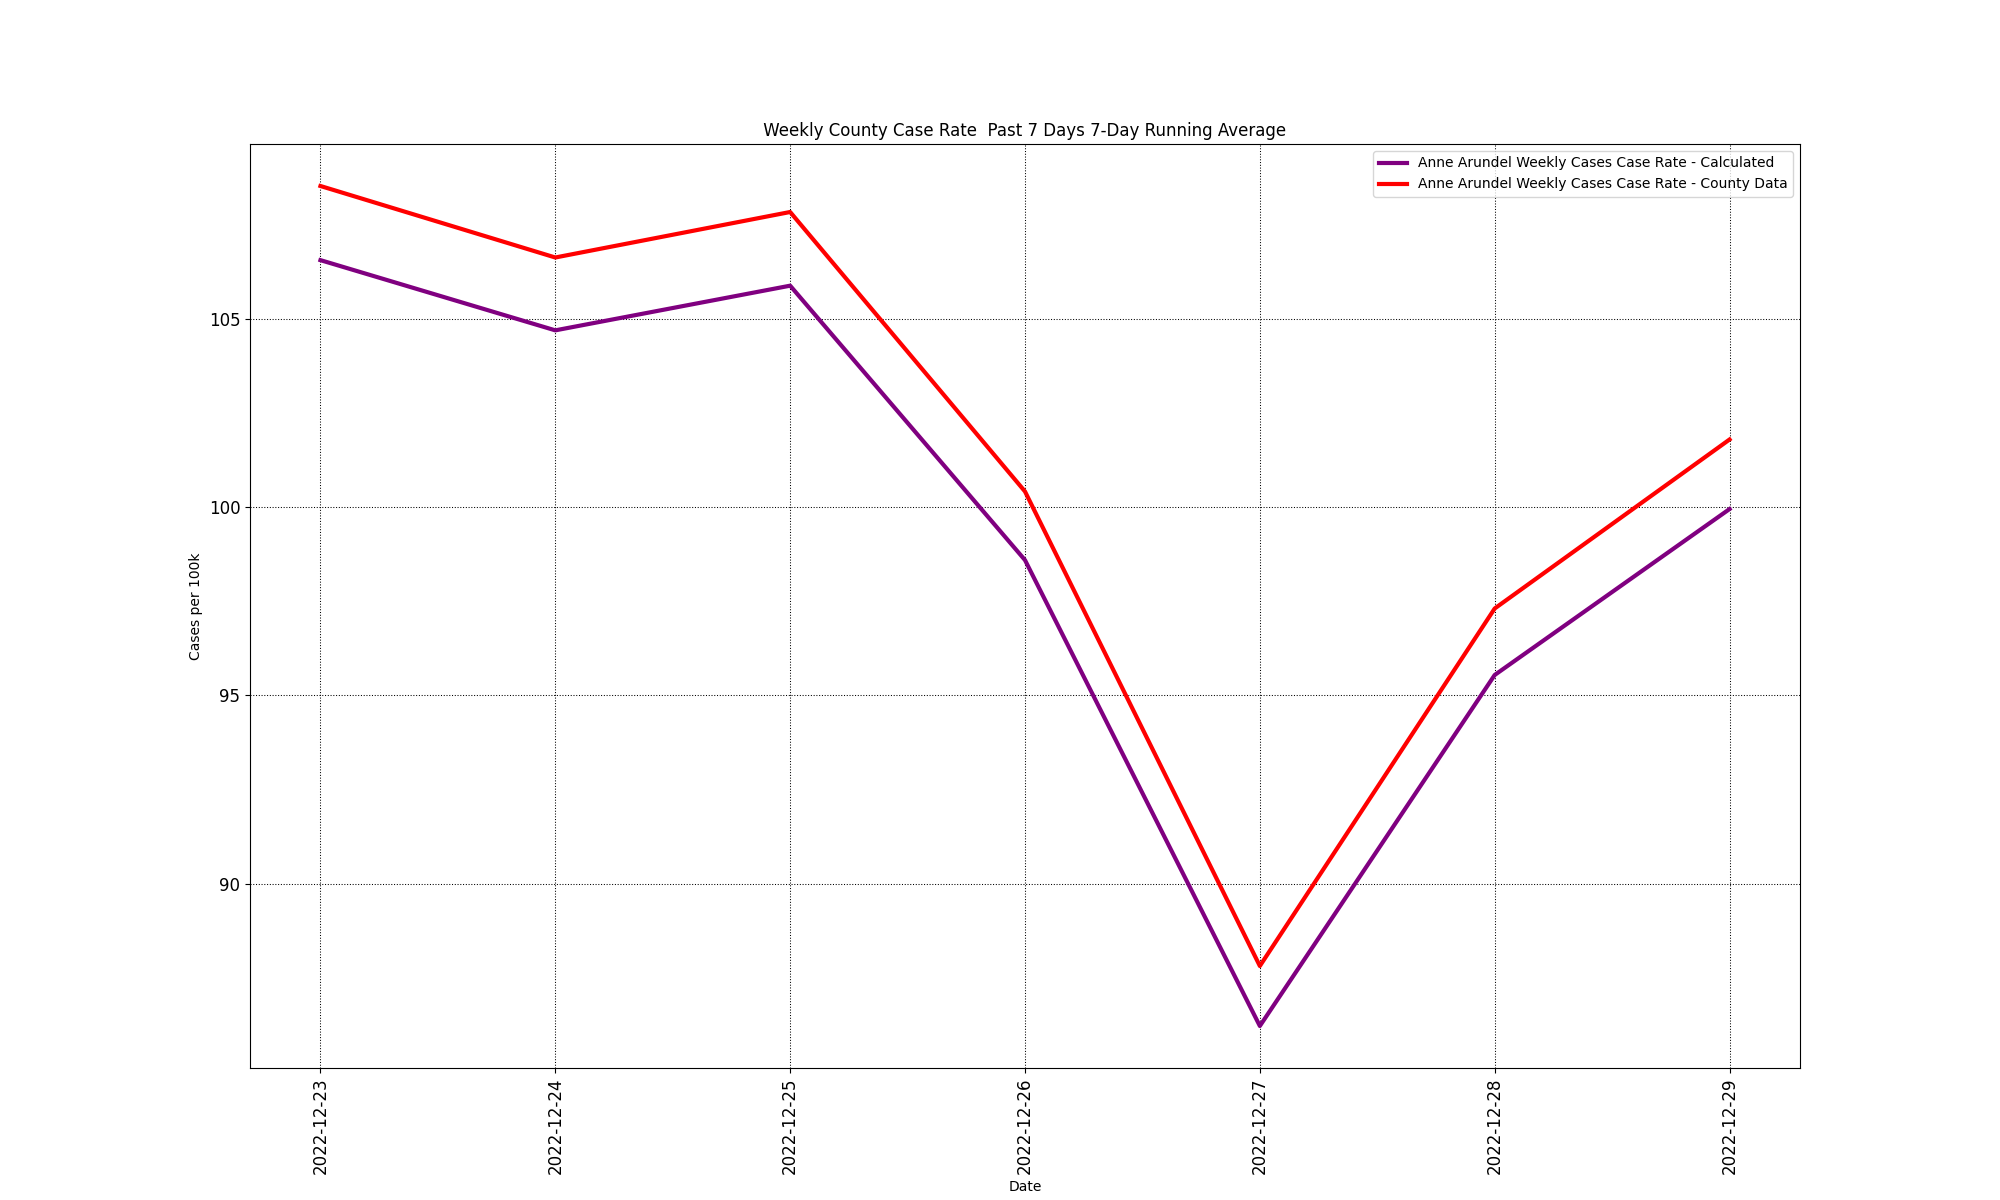 Weekly County Case Rate  Past 7 Days 7-Day Running Average
Anne Arundel Weekly Cases Case Rate - Calculated
Anne Arundel Weekly Cases Case Rate - County Data
105
100
95
90
Cases per 100k
2022-12-23
2022-12-24
2022-12-25
2022-12-26
2022-12-27
2022-12-28
2022-12-29
Date